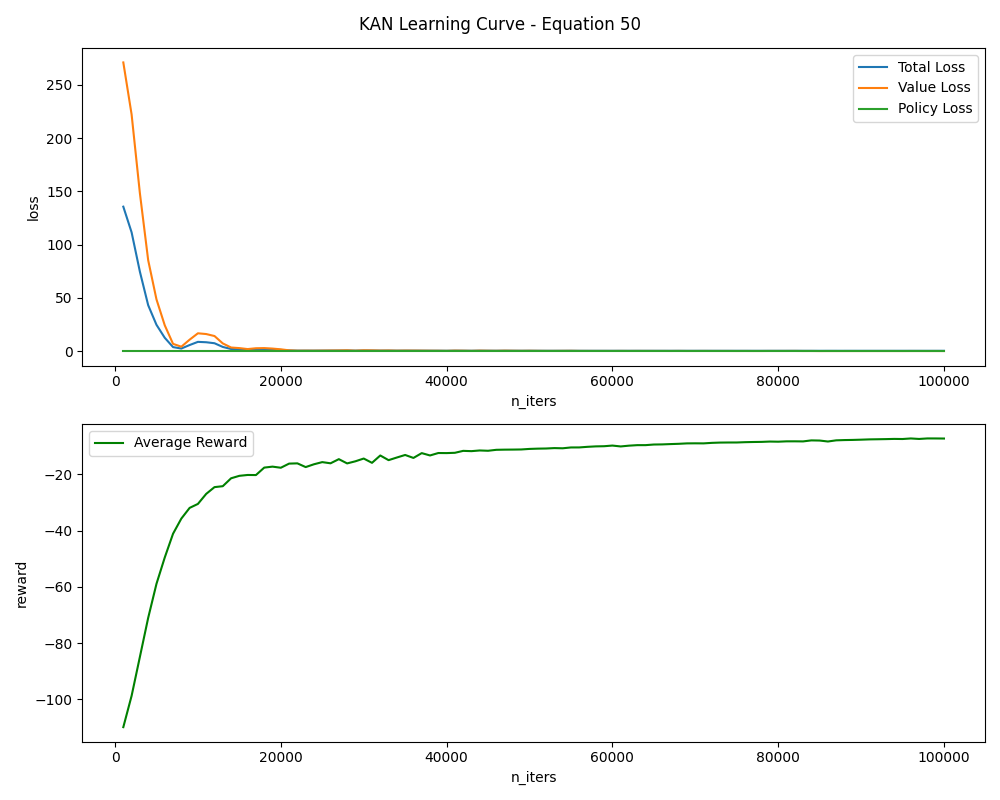 KAN Learning Curve - Equation 50
Total Loss
Value Loss
Policy Loss
250
200
150
100
50
0
loss
0 20000 40000 60000 80000 100000
n_iters
Average Reward
−20
−40
−60
−80
−100
reward
0 20000 40000 60000 80000 100000
n_iters